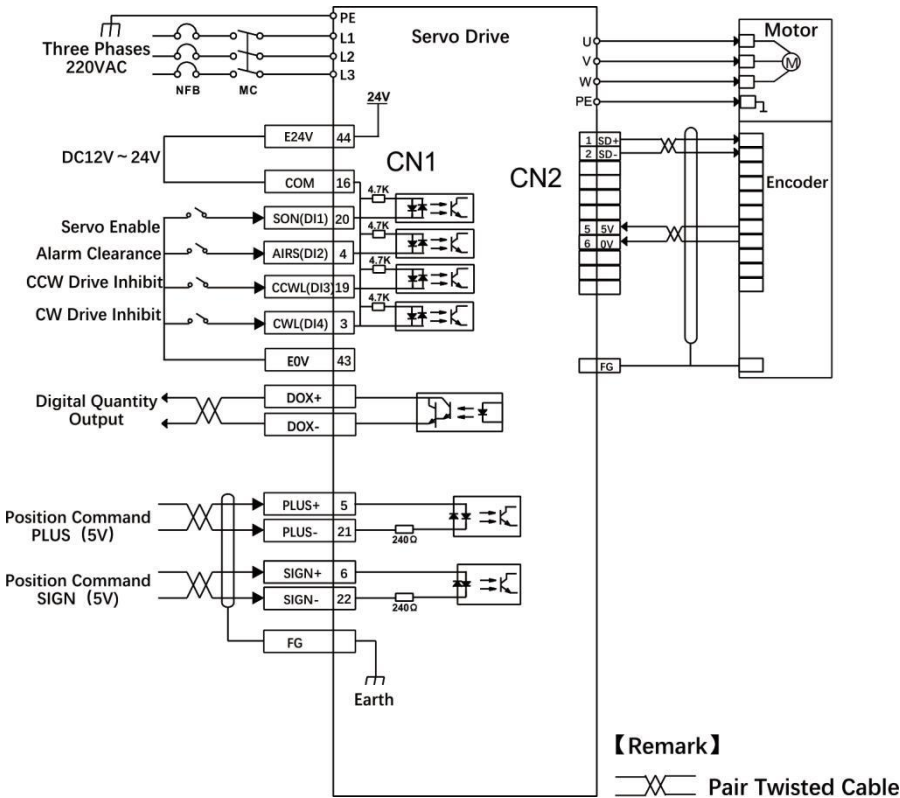 PE
L1
L2
L3
Three Phases
220VAC
NFB
MC
Servo Drive
U
V
W
PE
Motor
M
24V
E24V 44
DC12V ~ 24V
CN1
COM 16
4.7K
Servo Enable
SON(DI1) 20
4.7K
Alarm Clearance
AIRS(DI2) 4
4.7K
CCW Drive Inhibit
CCWL(DI3) 19
4.7K
CW Drive Inhibit
CWL(DI4) 3
E0V 43
CN2
1 SD+
2 SD-
5 5V
6 0V
FG
Encoder
Digital Quantity
Output
DOX+
DOX-
Position Command
PLUS (5V)
PLUS+ 5
PLUS- 21
240Ω
Position Command
SIGN (5V)
SIGN+ 6
SIGN- 22
240Ω
FG
Earth
【Remark】
Pair Twisted Cable